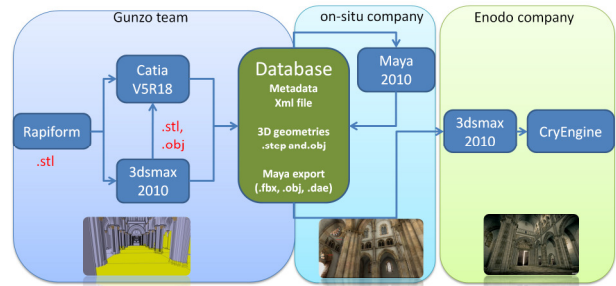 Gunzo team
on-situ company
Enodo company
Catia
V5R18
Rapiform
.stl
.stl,
.obj
3dsmax
2010
Database
Metadata
Xml file
3D geometries
.step and.obj
Maya export
(.fbx, .obj, .dae)
Maya
2010
3dsmax
2010
CryEngine